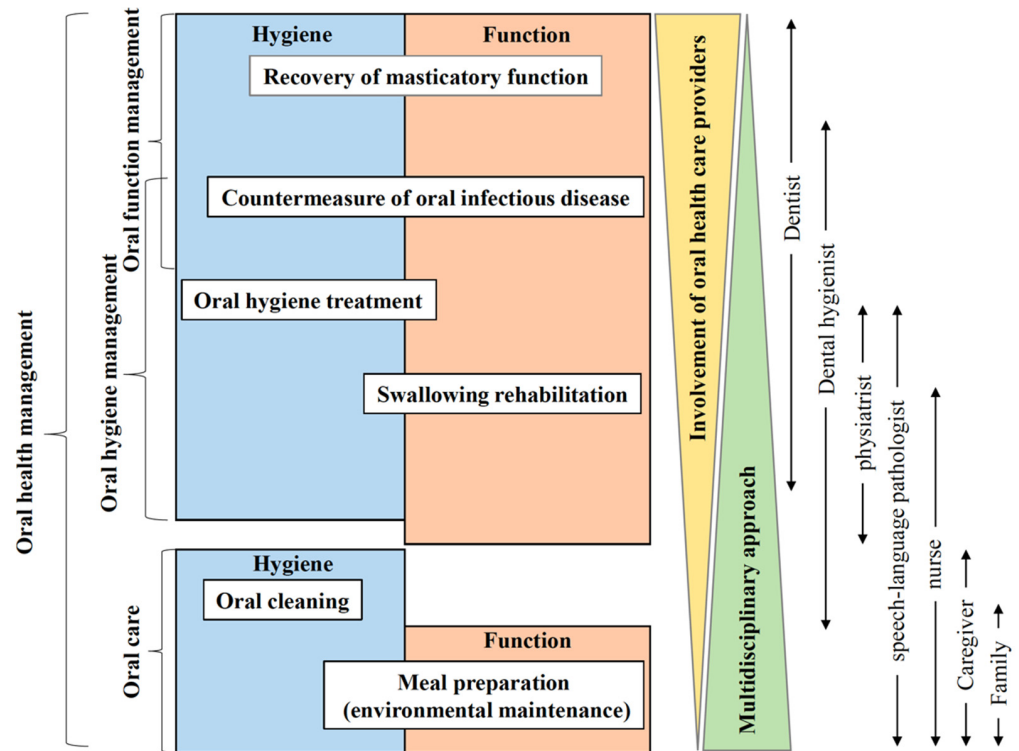 Oral health management
Oral function management
Oral hygiene management
Oral care
Hygiene
Function
Recovery of masticatory function
Countermeasure of oral infectious disease
Oral hygiene treatment
Swallowing rehabilitation
Hygiene
Oral cleaning
Function
Meal preparation
(environmental maintenance)
Involvement of oral health care providers
Multidisciplinary approach
Dentist
Dental hygienist
physiatrist
speech-language pathologist
nurse
Caregiver
Family